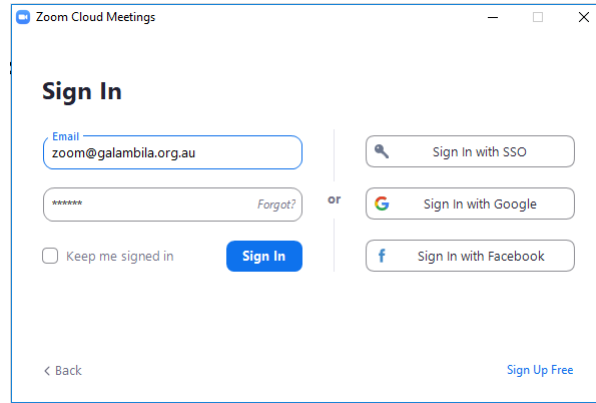 Zoom Cloud Meetings
Sign In
Email
zoom@galambila.org.au
****** Forgot?
Keep me signed in
Sign In
or
Sign In with SSO
Sign In with Google
Sign In with Facebook
< Back
Sign Up Free